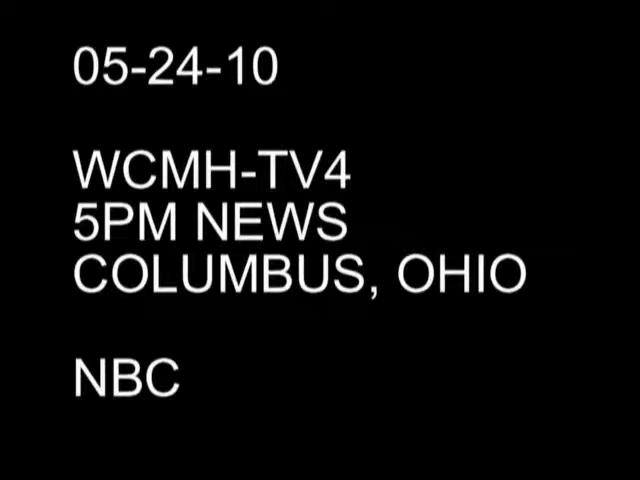 05-24-10
WCMH-TV4
5PM NEWS
COLUMBUS, OHIO
NBC